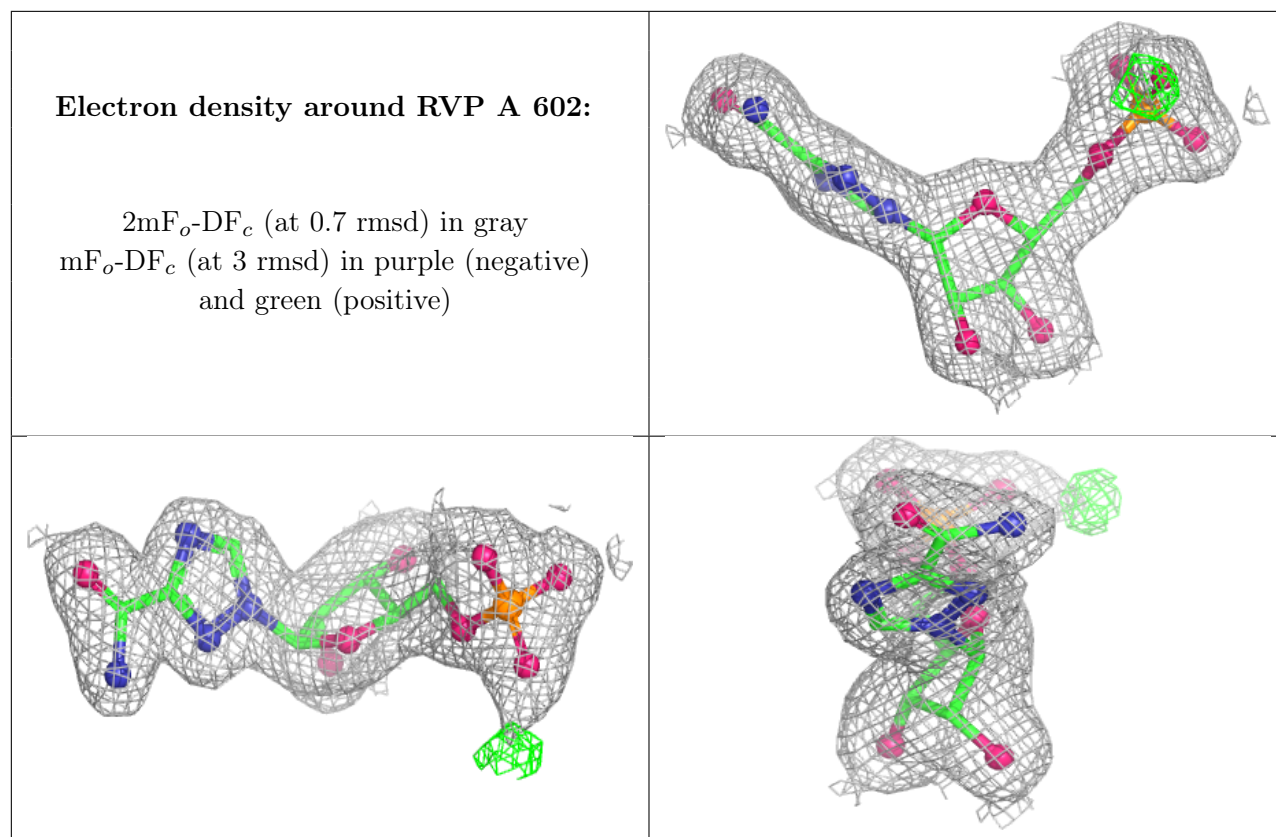 Electron density around RVP A 602:
2mFo-DFc (at 0.7 rmsd) in gray
mFo-DFc (at 3 rmsd) in purple (negative)
and green (positive)